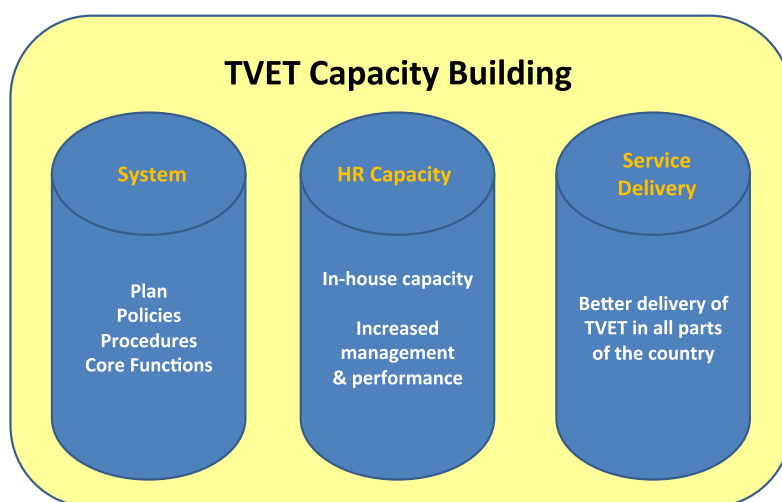 TVET Capacity Building
System
Plan
Policies
Procedures
Core Functions
HR Capacity
In-house capacity
Increased
management
& performance
Service
Delivery
Better delivery of
TVET in all parts
of the country